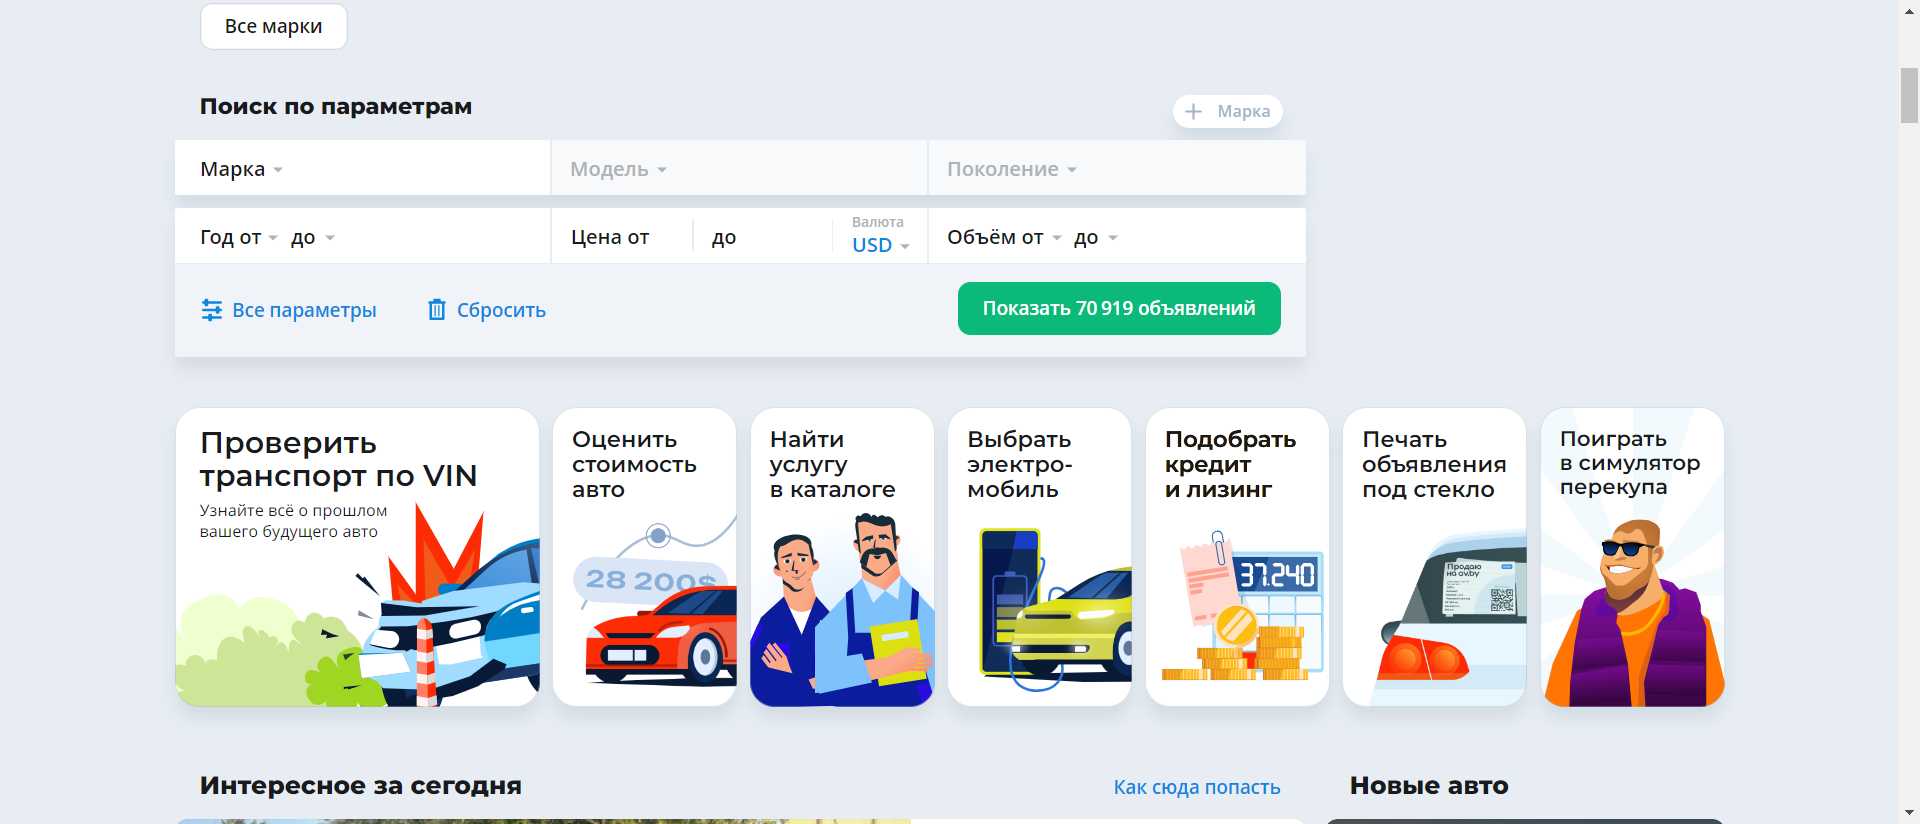 Все марки
Поиск по параметрам
Марка
Марка
Модель
Поколение
Год от
до
Цена от
до
Валюта
USD
Объём от
до
Все параметры
Сбросить
Показать 70 919 объявлений
Проверить
транспорт по VIN
Узнайте всё о прошлом
вашего будущего авто
Оценить
стоимость
авто
28 200$
Найти
услугу
в каталоге
Выбрать
электро-
мобиль
Подобрать
кредит
и лизинг
37.240
Печать
объявления
под стекло
Продаю
на av.by
Поиграть
в симулятор
перекупа
Интересное за сегодня
Как сюда попасть
Новые авто